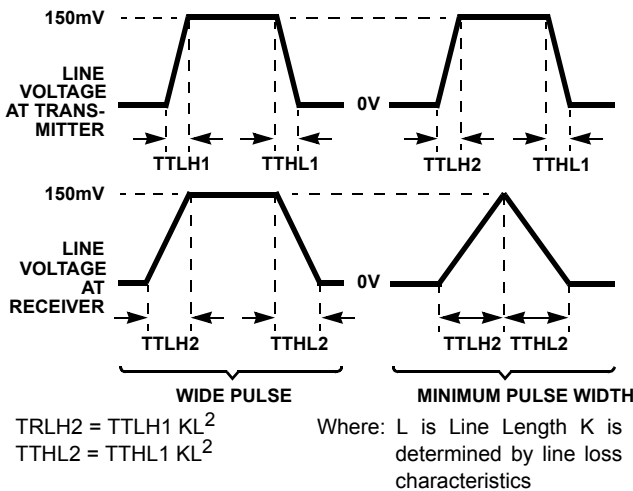 150mV
LINE
VOLTAGE
AT TRANS-
MITTER
0V
TTLH1 TTHL1 TTLH2 TTHL1
150mV
LINE
VOLTAGE
AT
RECEIVER
0V
TTLH2 TTHL2 TTLH2 TTHL2
WIDE PULSE MINIMUM PULSE WIDTH
TRLH2 = TTLH1 KL²
TTHL2 = TTHL1 KL²
Where: L is Line Length K is
determined by line loss
characteristics